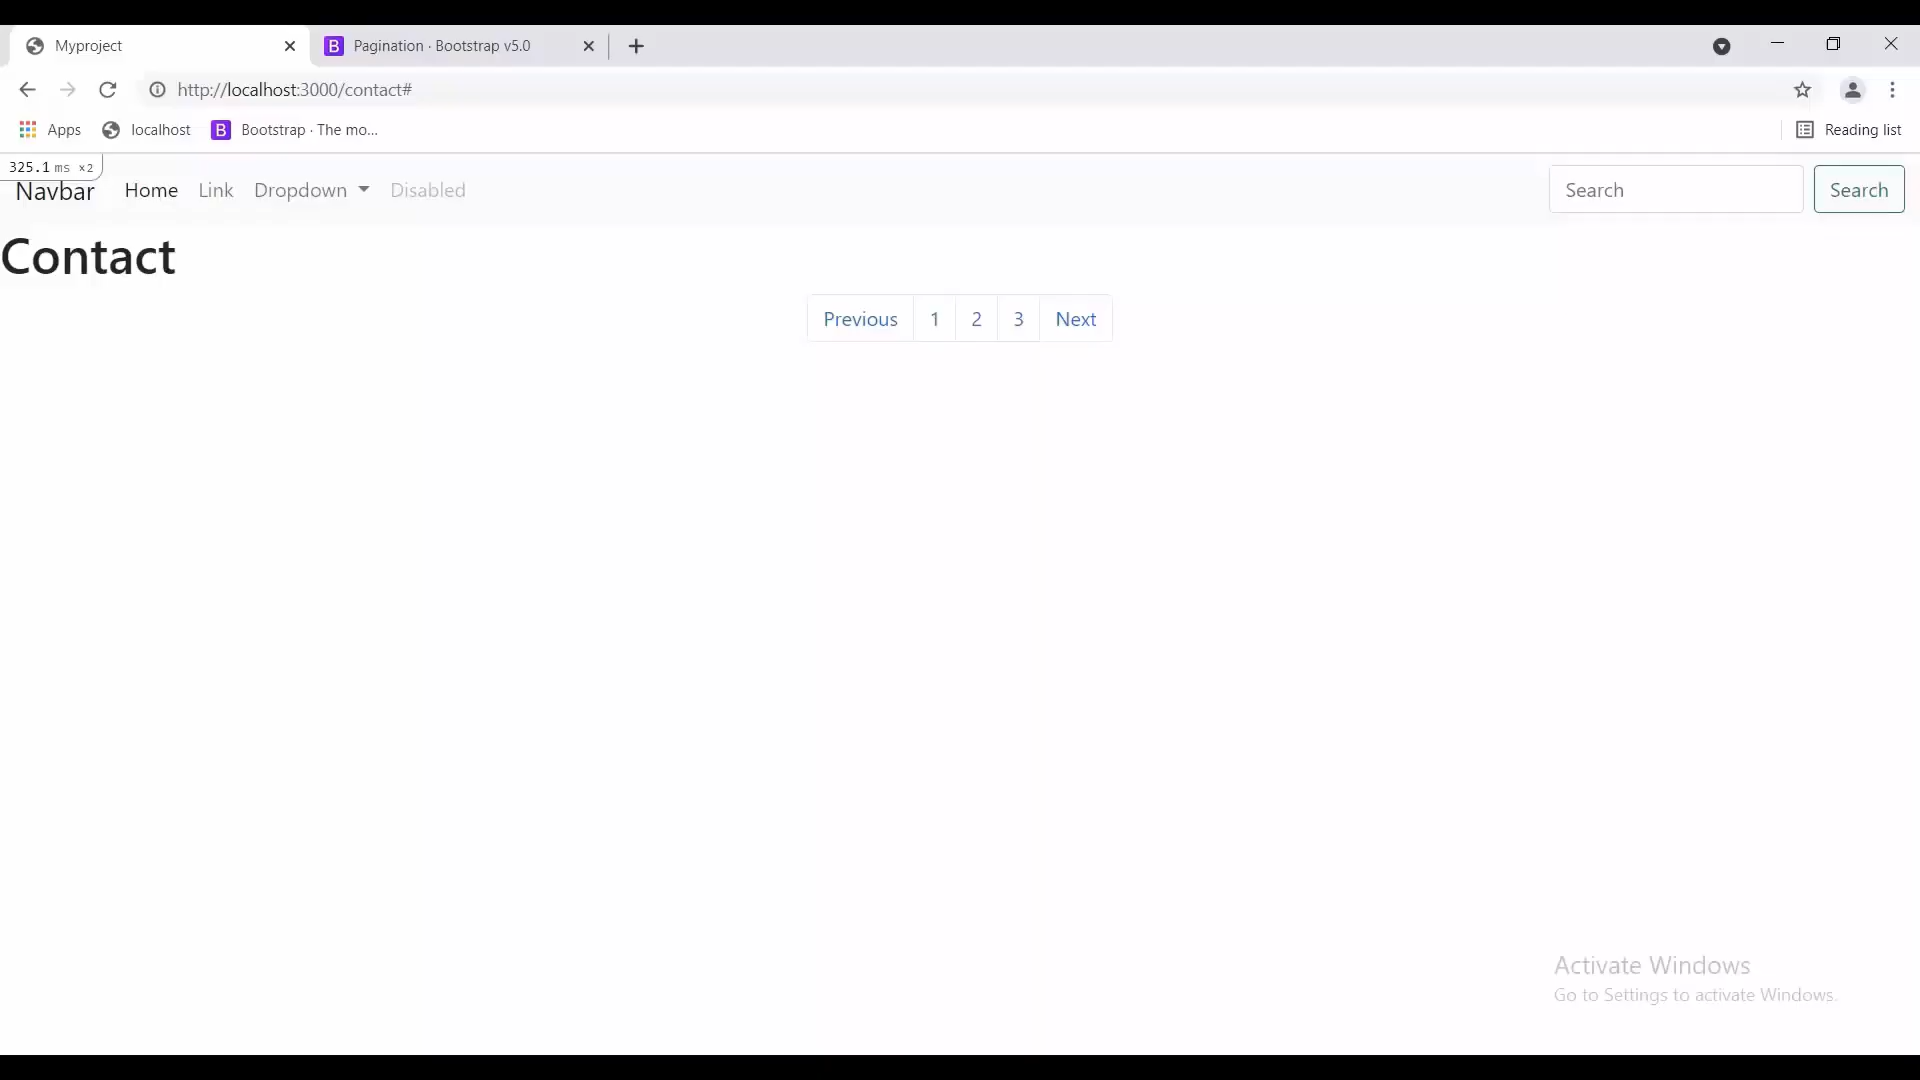 Myproject
Pagination · Bootstrap v5.0
http://localhost:3000/contact#
Apps
localhost
Bootstrap · The mo...
Reading list
325.1 ms ×2
Navbar
Home
Link
Dropdown
Disabled
Search
Search
Contact
Previous 1 2 3 Next
Activate Windows
Go to Settings to activate Windows.